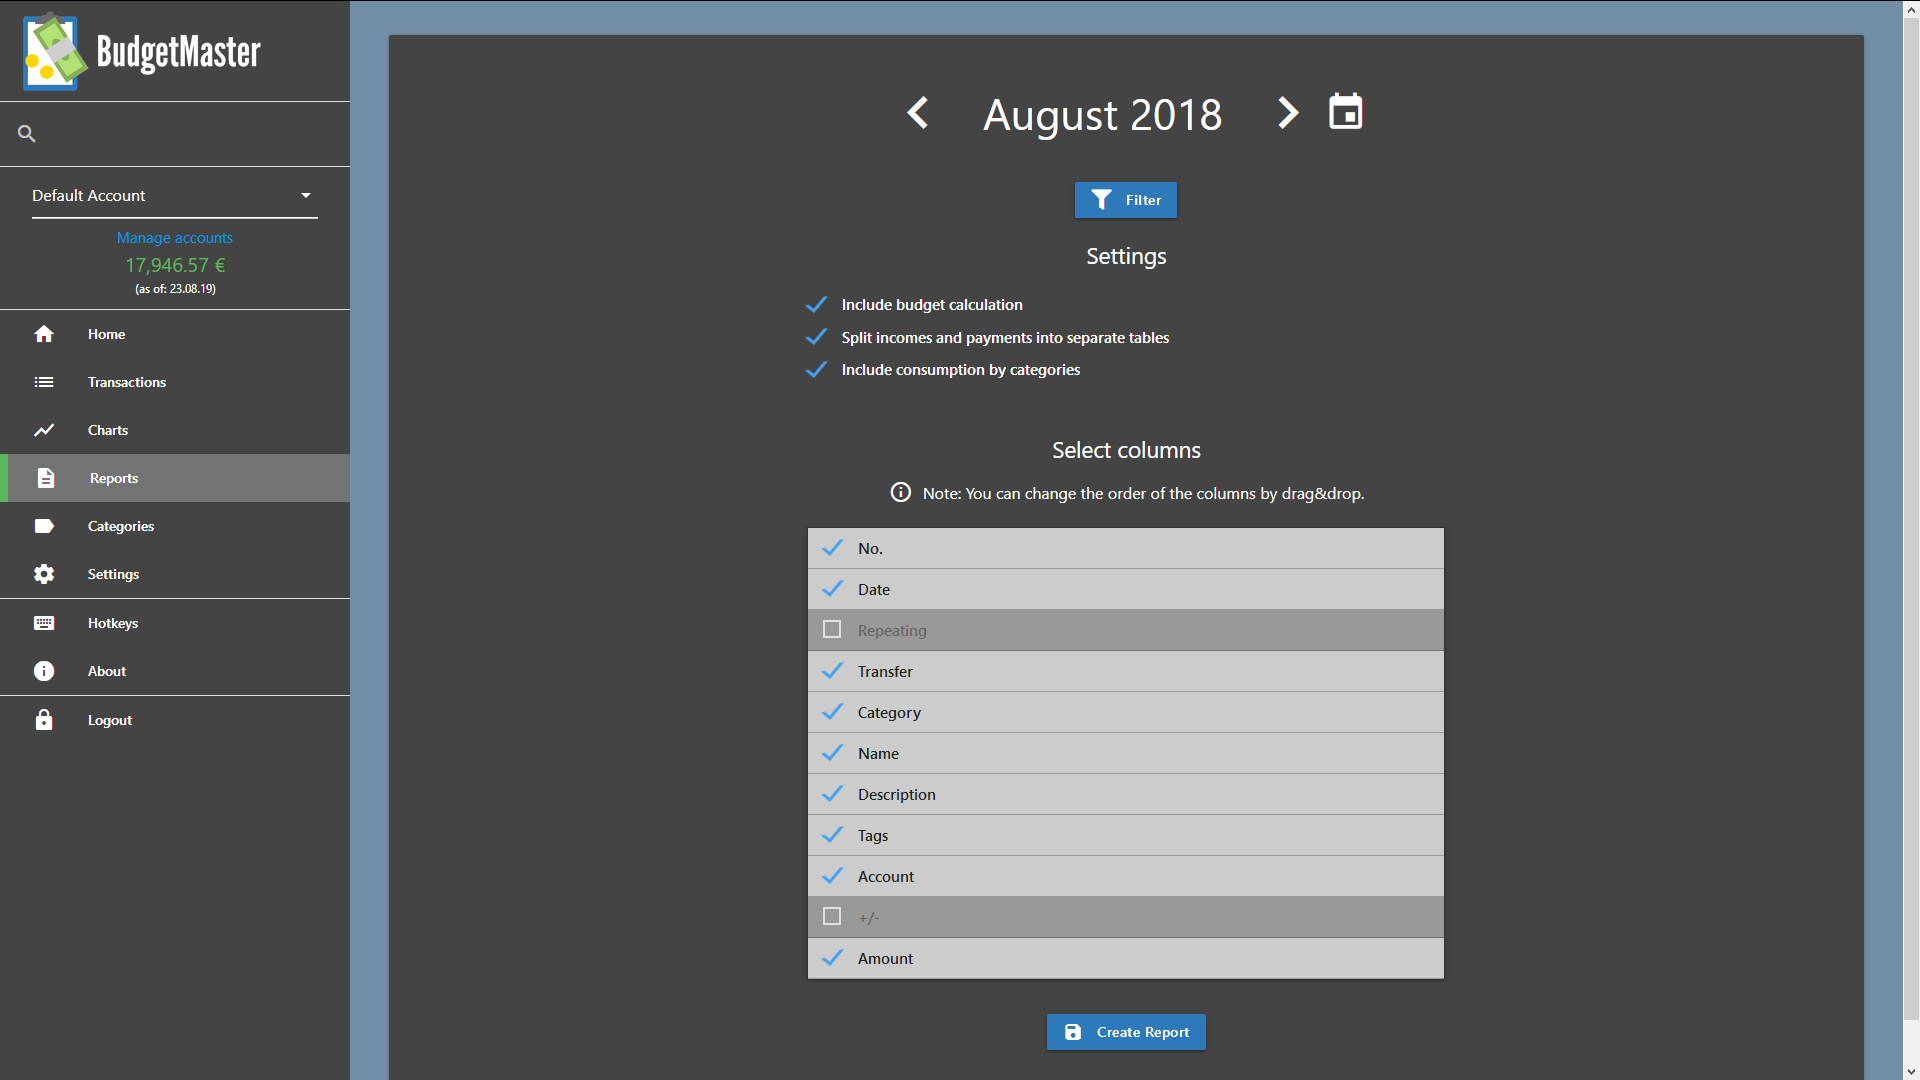 BudgetMaster
Default Account
Manage accounts
17,946.57 €
(as of: 23.08.19)
Home
Transactions
Charts
Reports
Categories
Settings
Hotkeys
About
Logout
August 2018
Filter
Settings
Include budget calculation
Split incomes and payments into separate tables
Include consumption by categories
Select columns
Note: You can change the order of the columns by drag&drop.
No.
Date
Repeating
Transfer
Category
Name
Description
Tags
Account
+/-
Amount
Create Report